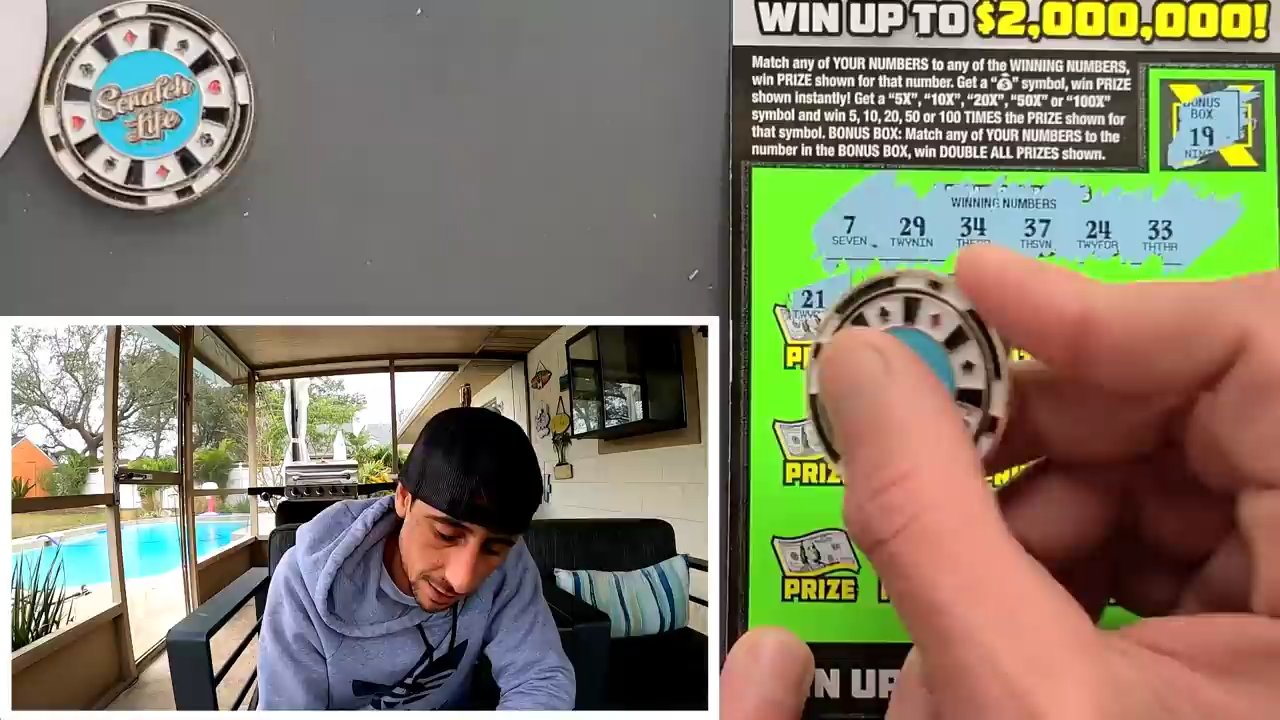 Scratch
Life
WIN UP TO $2,000,000!
Match any of YOUR NUMBERS to any of the WINNING NUMBERS,
win PRIZE shown for that number. Get a "💰" symbol, win PRIZE
shown instantly! Get a "5X", "10X", "20X", "50X" or "100X"
symbol and win 5, 10, 20, 50 or 100 TIMES the PRIZE shown for
that symbol. BONUS BOX: Match any of YOUR NUMBERS to the
number in the BONUS BOX, win DOUBLE ALL PRIZES shown.
BONUS
BOX
19
WINNING NUMBERS
7 29 34 37 24 33
SEVEN TWYNIN THSVN TWYFOR THTHR
21
PRIZE